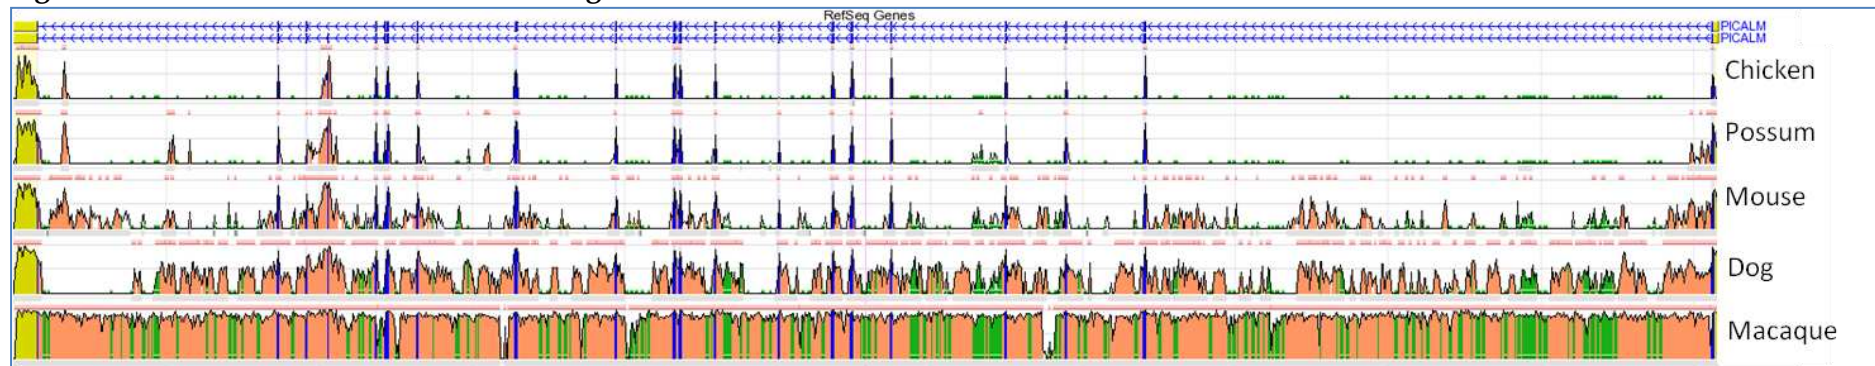 RefSeq Genes
PICALM
PICALM
Chicken
Possum
Mouse
Dog
Macaque